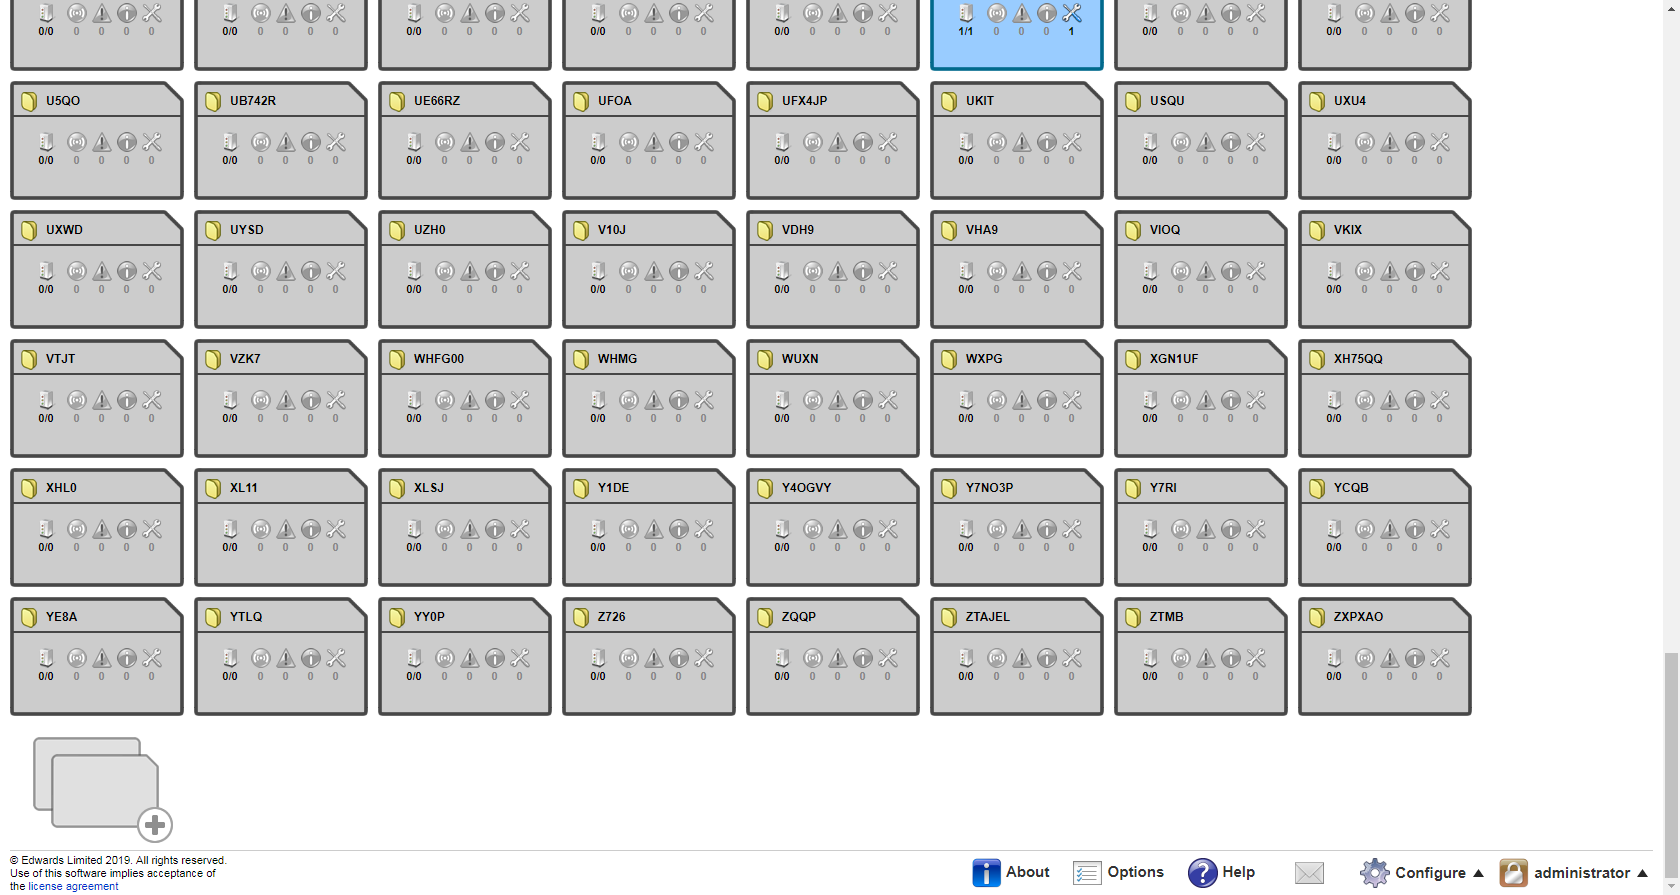 0/0 0 0 0 0 0/0 0 0 0 0 0/0 0 0 0 0 0/0 0 0 0 0 0/0 0 0 0 0 1/1 0 0 0 1 0/0 0 0 0 0 0/0 0 0 0 0
U5QO UB742R UE66RZ UFOA UFX4JP UKIT USQU UXU4
0/0 0 0 0 0 0/0 0 0 0 0 0/0 0 0 0 0 0/0 0 0 0 0 0/0 0 0 0 0 0/0 0 0 0 0 0/0 0 0 0 0 0/0 0 0 0 0
UXWD UYSD UZH0 V10J VDH9 VHA9 VIOQ VKIX
0/0 0 0 0 0 0/0 0 0 0 0 0/0 0 0 0 0 0/0 0 0 0 0 0/0 0 0 0 0 0/0 0 0 0 0 0/0 0 0 0 0 0/0 0 0 0 0
VTJT VZK7 WHFG00 WHMG WUXN WXPG XGN1UF XH75QQ
0/0 0 0 0 0 0/0 0 0 0 0 0/0 0 0 0 0 0/0 0 0 0 0 0/0 0 0 0 0 0/0 0 0 0 0 0/0 0 0 0 0 0/0 0 0 0 0
XHL0 XL11 XLSJ Y1DE Y4OGVY Y7NO3P Y7RI YCQB
0/0 0 0 0 0 0/0 0 0 0 0 0/0 0 0 0 0 0/0 0 0 0 0 0/0 0 0 0 0 0/0 0 0 0 0 0/0 0 0 0 0 0/0 0 0 0 0
YE8A YTLQ YY0P Z726 ZQQP ZTAJEL ZTMB ZXPXAO
0/0 0 0 0 0 0/0 0 0 0 0 0/0 0 0 0 0 0/0 0 0 0 0 0/0 0 0 0 0 0/0 0 0 0 0 0/0 0 0 0 0 0/0 0 0 0 0
© Edwards Limited 2019. All rights reserved.
Use of this software implies acceptance of
the license agreement
About Options Help Configure administrator